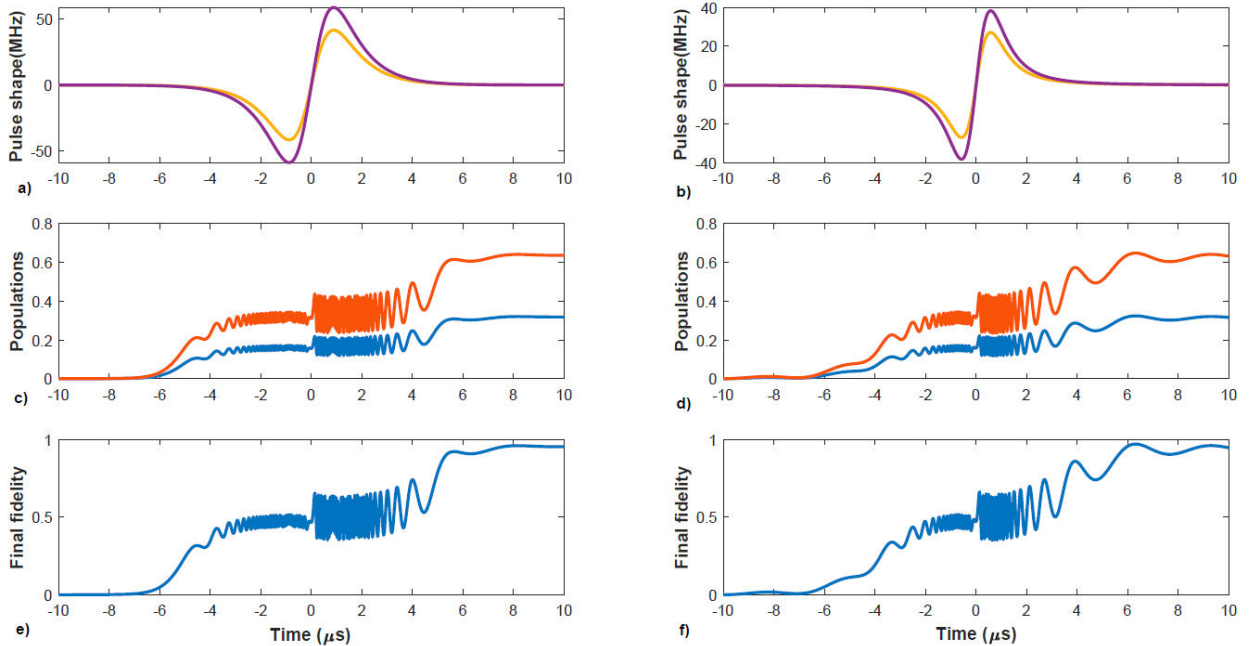 Pulse shape(MHz)
50
0
-50
-10 -8 -6 -4 -2 0 2 4 6 8 10
a)
Pulse shape(MHz)
40
20
0
-20
-40
-10 -8 -6 -4 -2 0 2 4 6 8 10
b)
Populations
0.8
0.6
0.4
0.2
0
-10 -8 -6 -4 -2 0 2 4 6 8 10
c)
Populations
0.8
0.6
0.4
0.2
0
-10 -8 -6 -4 -2 0 2 4 6 8 10
d)
Final fidelity
1
0.5
0
-10 -8 -6 -4 -2 0 2 4 6 8 10
e)
Time (μs)
Final fidelity
1
0.5
0
-10 -8 -6 -4 -2 0 2 4 6 8 10
f)
Time (μs)